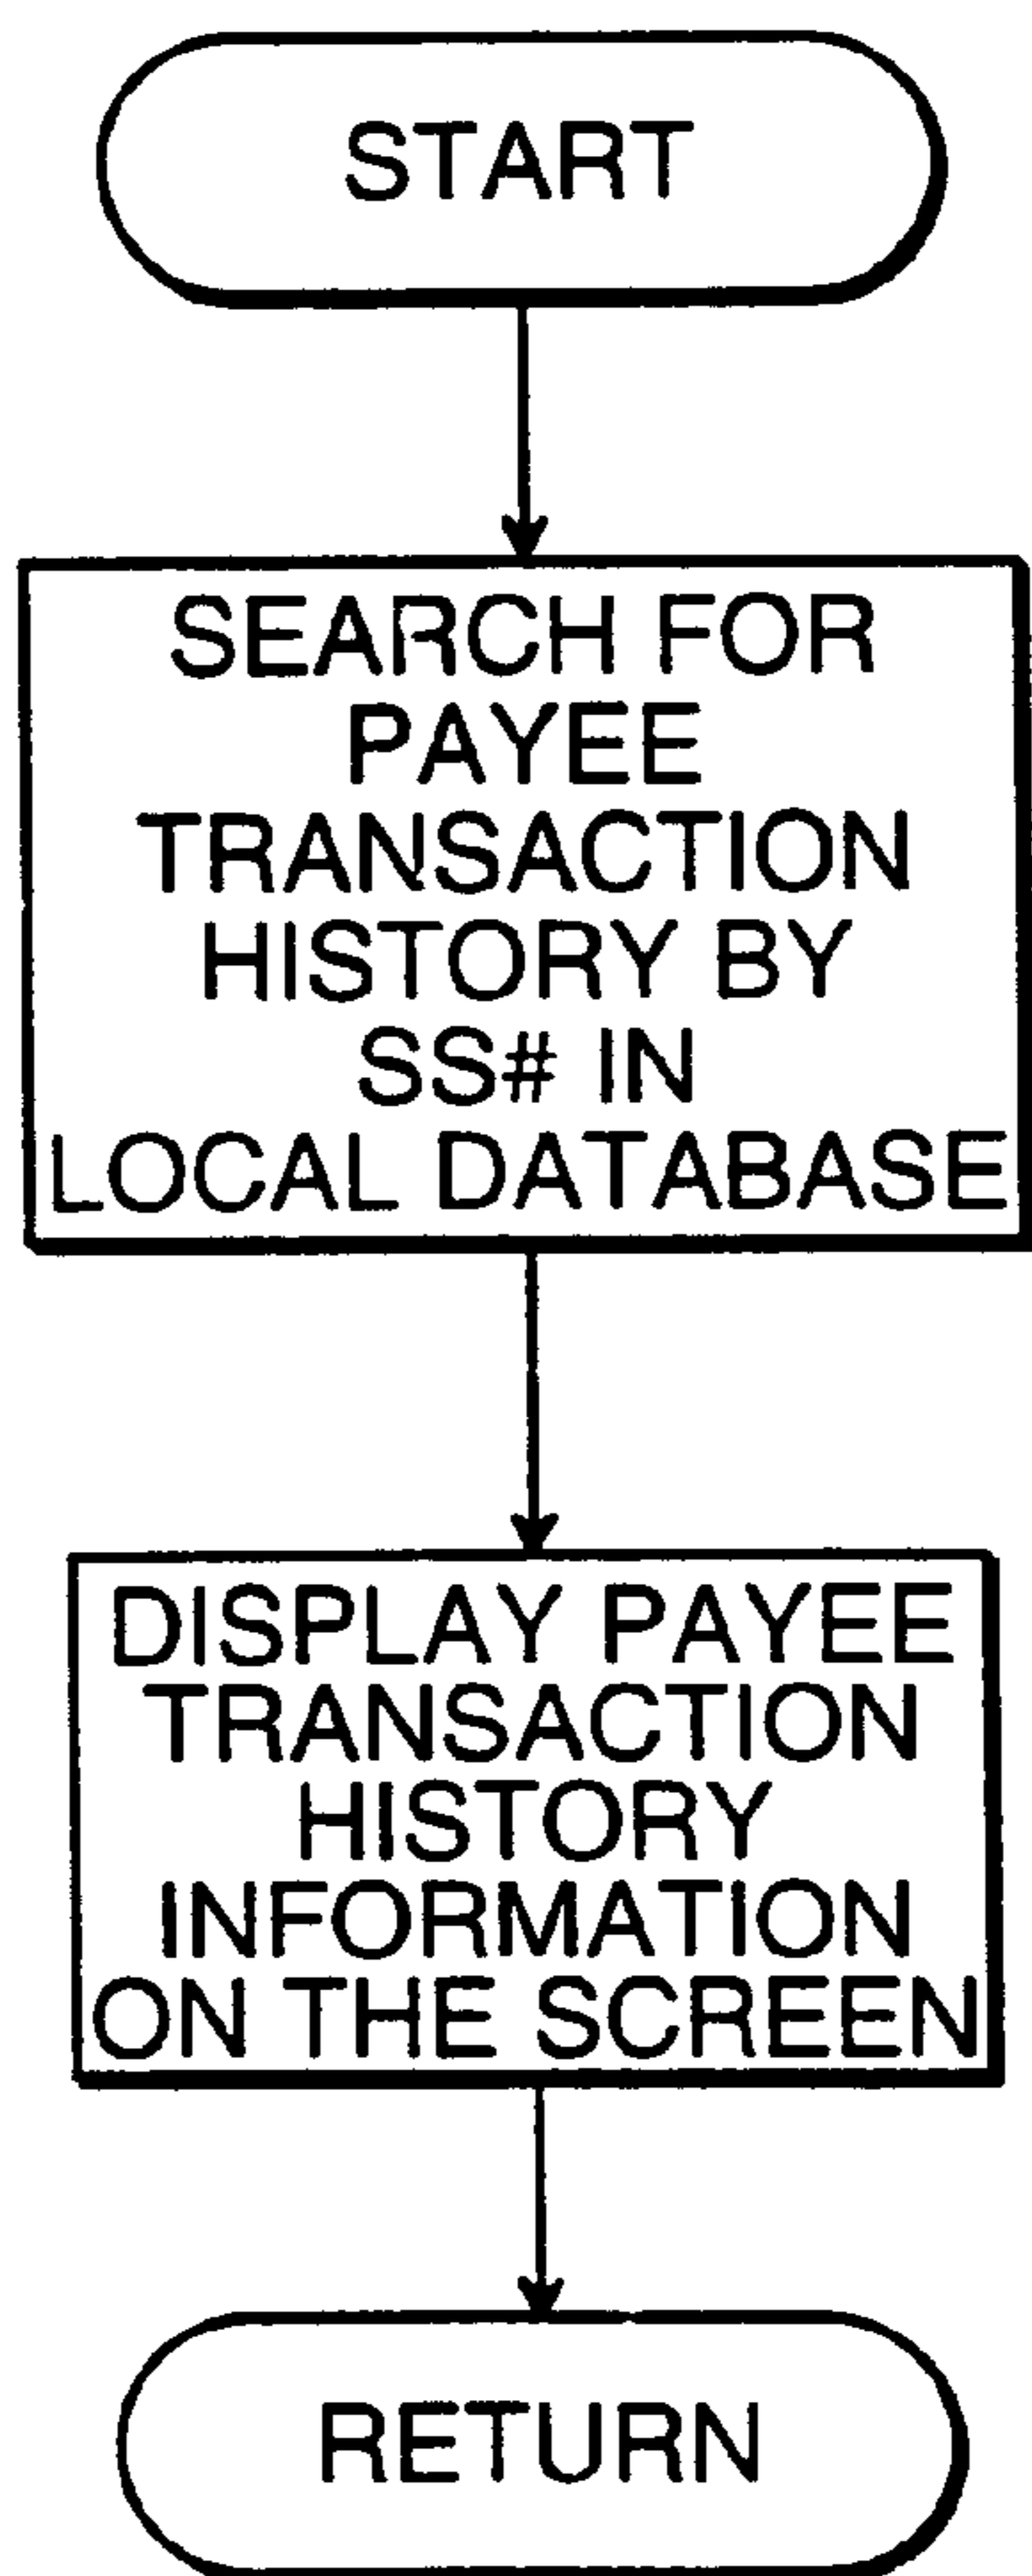 START
SEARCH FOR
PAYEE
TRANSACTION
HISTORY BY
SS# IN
LOCAL DATABASE
DISPLAY PAYEE
TRANSACTION
HISTORY
INFORMATION
ON THE SCREEN
RETURN